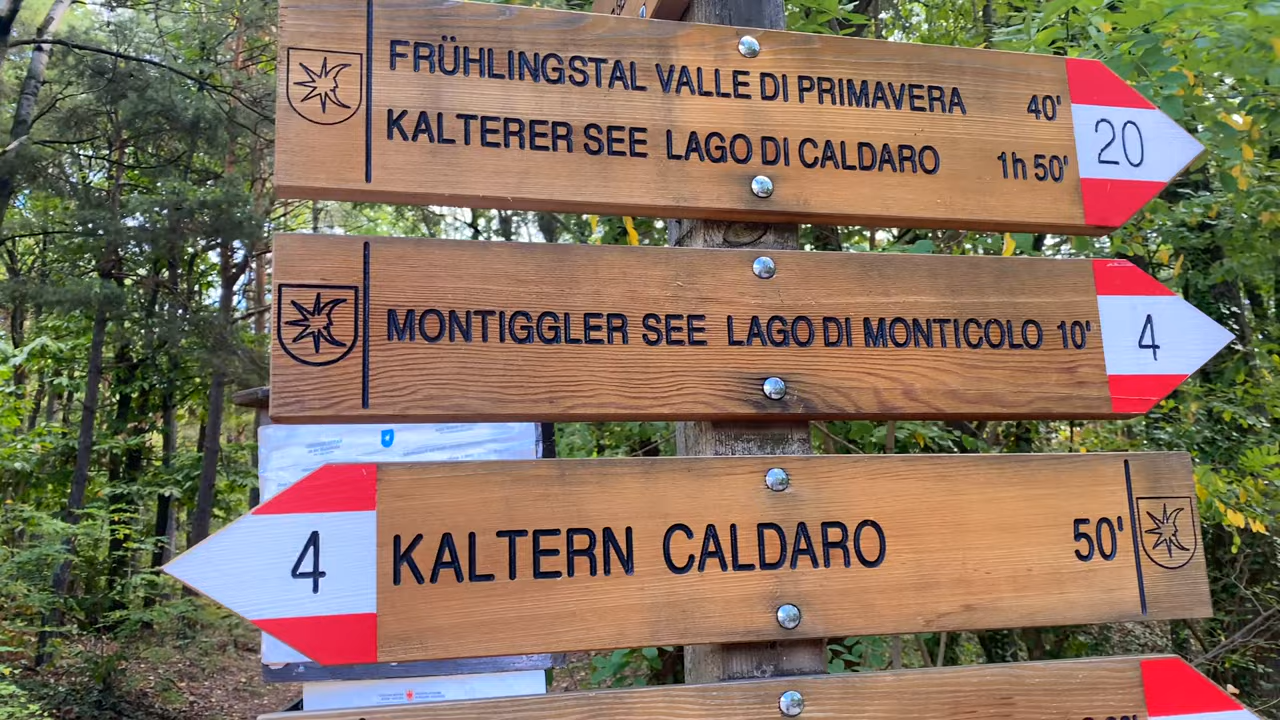 FRÜHLINGSTAL VALLE DI PRIMAVERA 40'
KALTERER SEE LAGO DI CALDARO 1h 50'
20
MONTIGGLER SEE LAGO DI MONTICOLO 10'
4
4
KALTERN CALDARO 50'